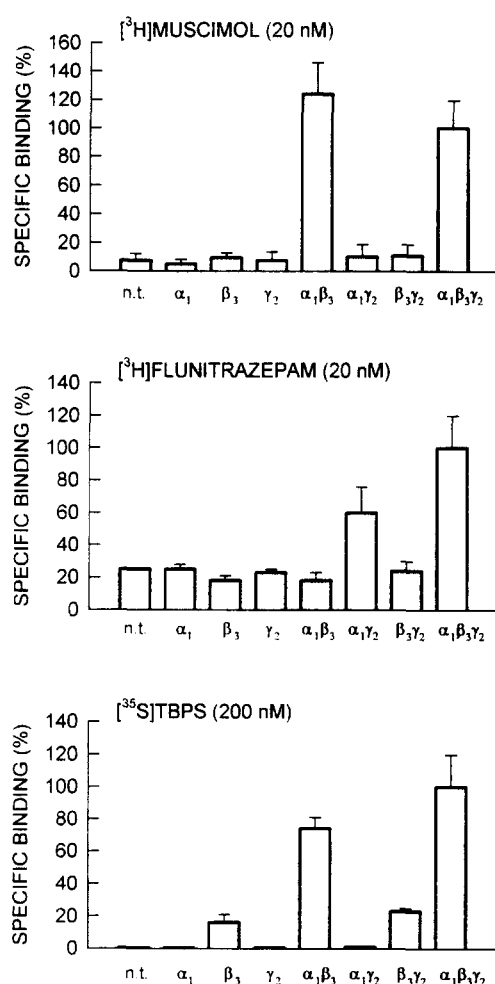 [³H]MUSCIMOL (20 nM)
SPECIFIC BINDING (%)
160
140
120
100
80
60
40
20
0
n.t. α₁ β₃ γ₂ α₁β₃ α₁γ₂ β₃γ₂ α₁β₃γ₂
[³H]FLUNITRAZEPAM (20 nM)
SPECIFIC BINDING (%)
140
120
100
80
60
40
20
0
n.t. α₁ β₃ γ₂ α₁β₃ α₁γ₂ β₃γ₂ α₁β₃γ₂
[³⁵S]TBPS (200 nM)
SPECIFIC BINDING (%)
140
120
100
80
60
40
20
0
n.t. α₁ β₃ γ₂ α₁β₃ α₁γ₂ β₃γ₂ α₁β₃γ₂